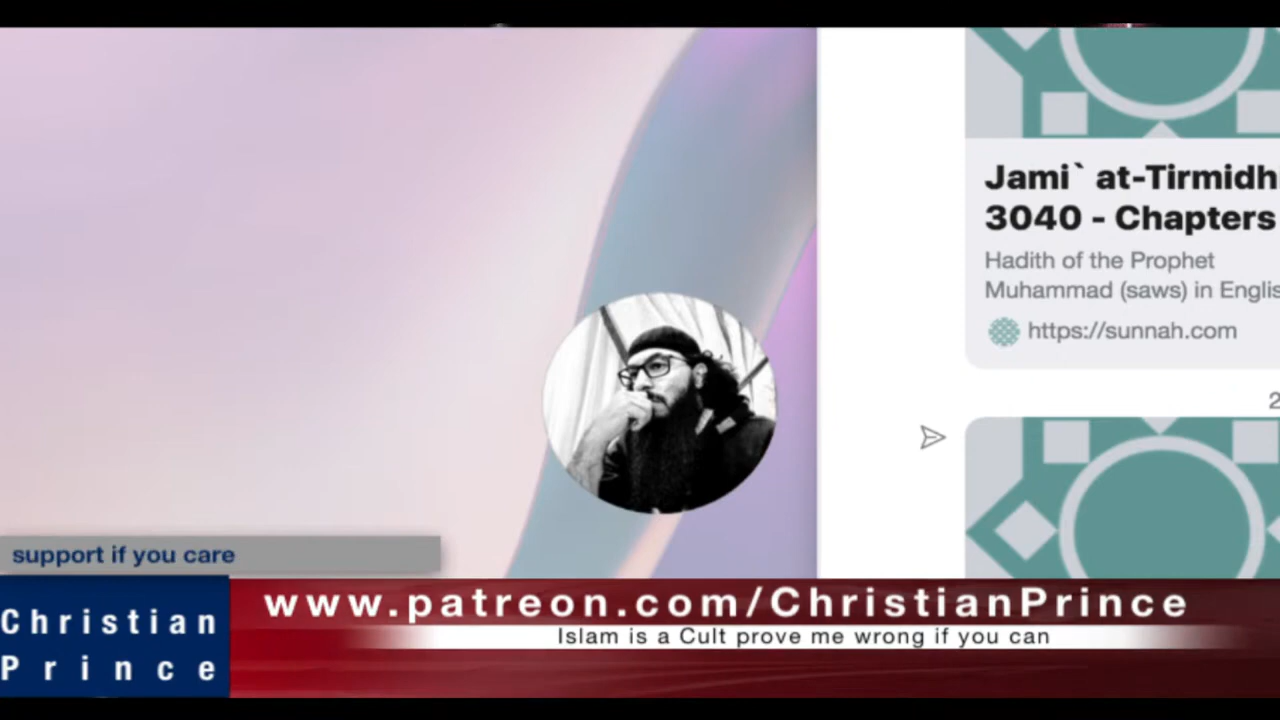 Jami` at-Tirmidh
3040 - Chapters
Hadith of the Prophet
Muhammad (saws) in Englis
https://sunnah.com
2
support if you care
Christian
Prince
www.patreon.com/ChristianPrince
Islam is a Cult prove me wrong if you can